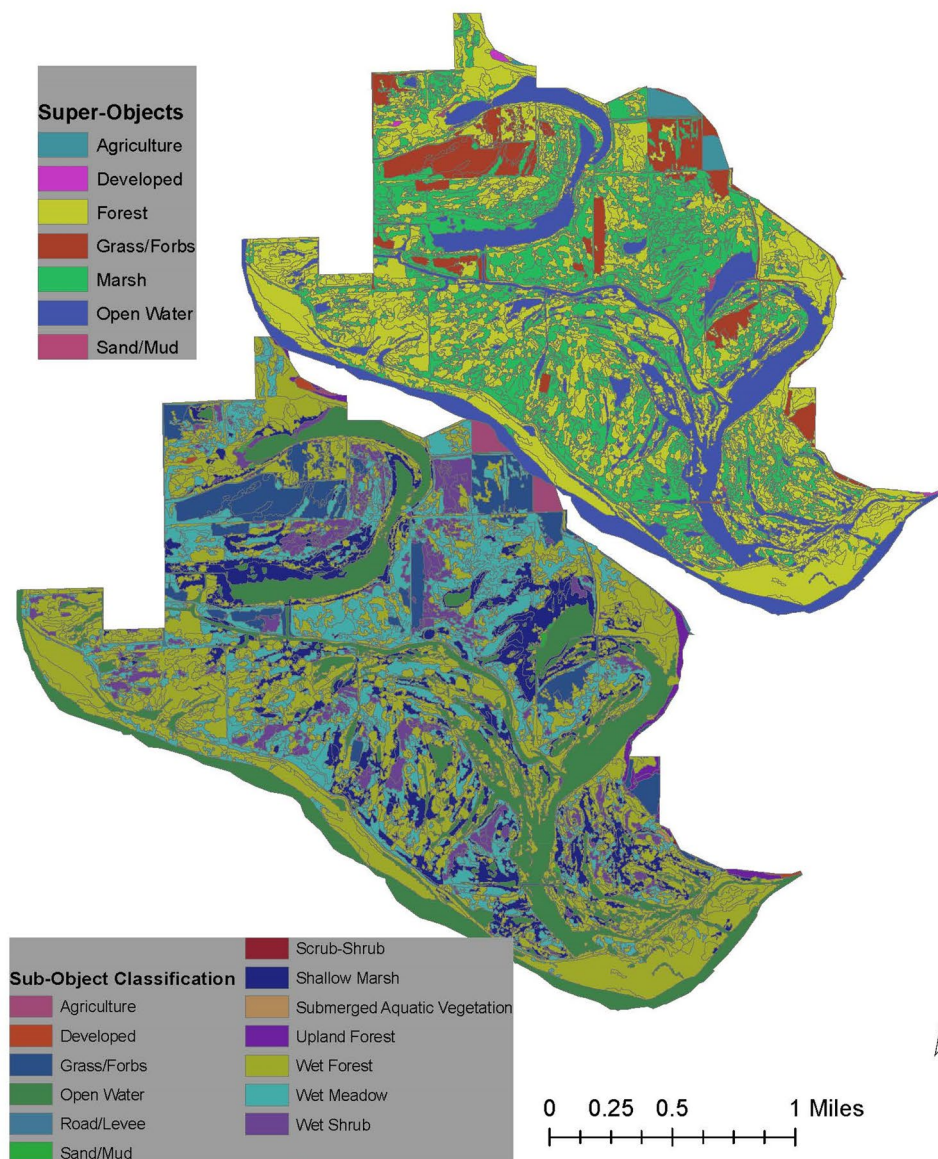 Super-Objects
Agriculture
Developed
Forest
Grass/Forbs
Marsh
Open Water
Sand/Mud
Sub-Object Classification
Agriculture
Developed
Grass/Forbs
Open Water
Road/Levee
Sand/Mud
Scrub-Shrub
Shallow Marsh
Submerged Aquatic Vegetation
Upland Forest
Wet Forest
Wet Meadow
Wet Shrub
0 0.25 0.5 1 Miles